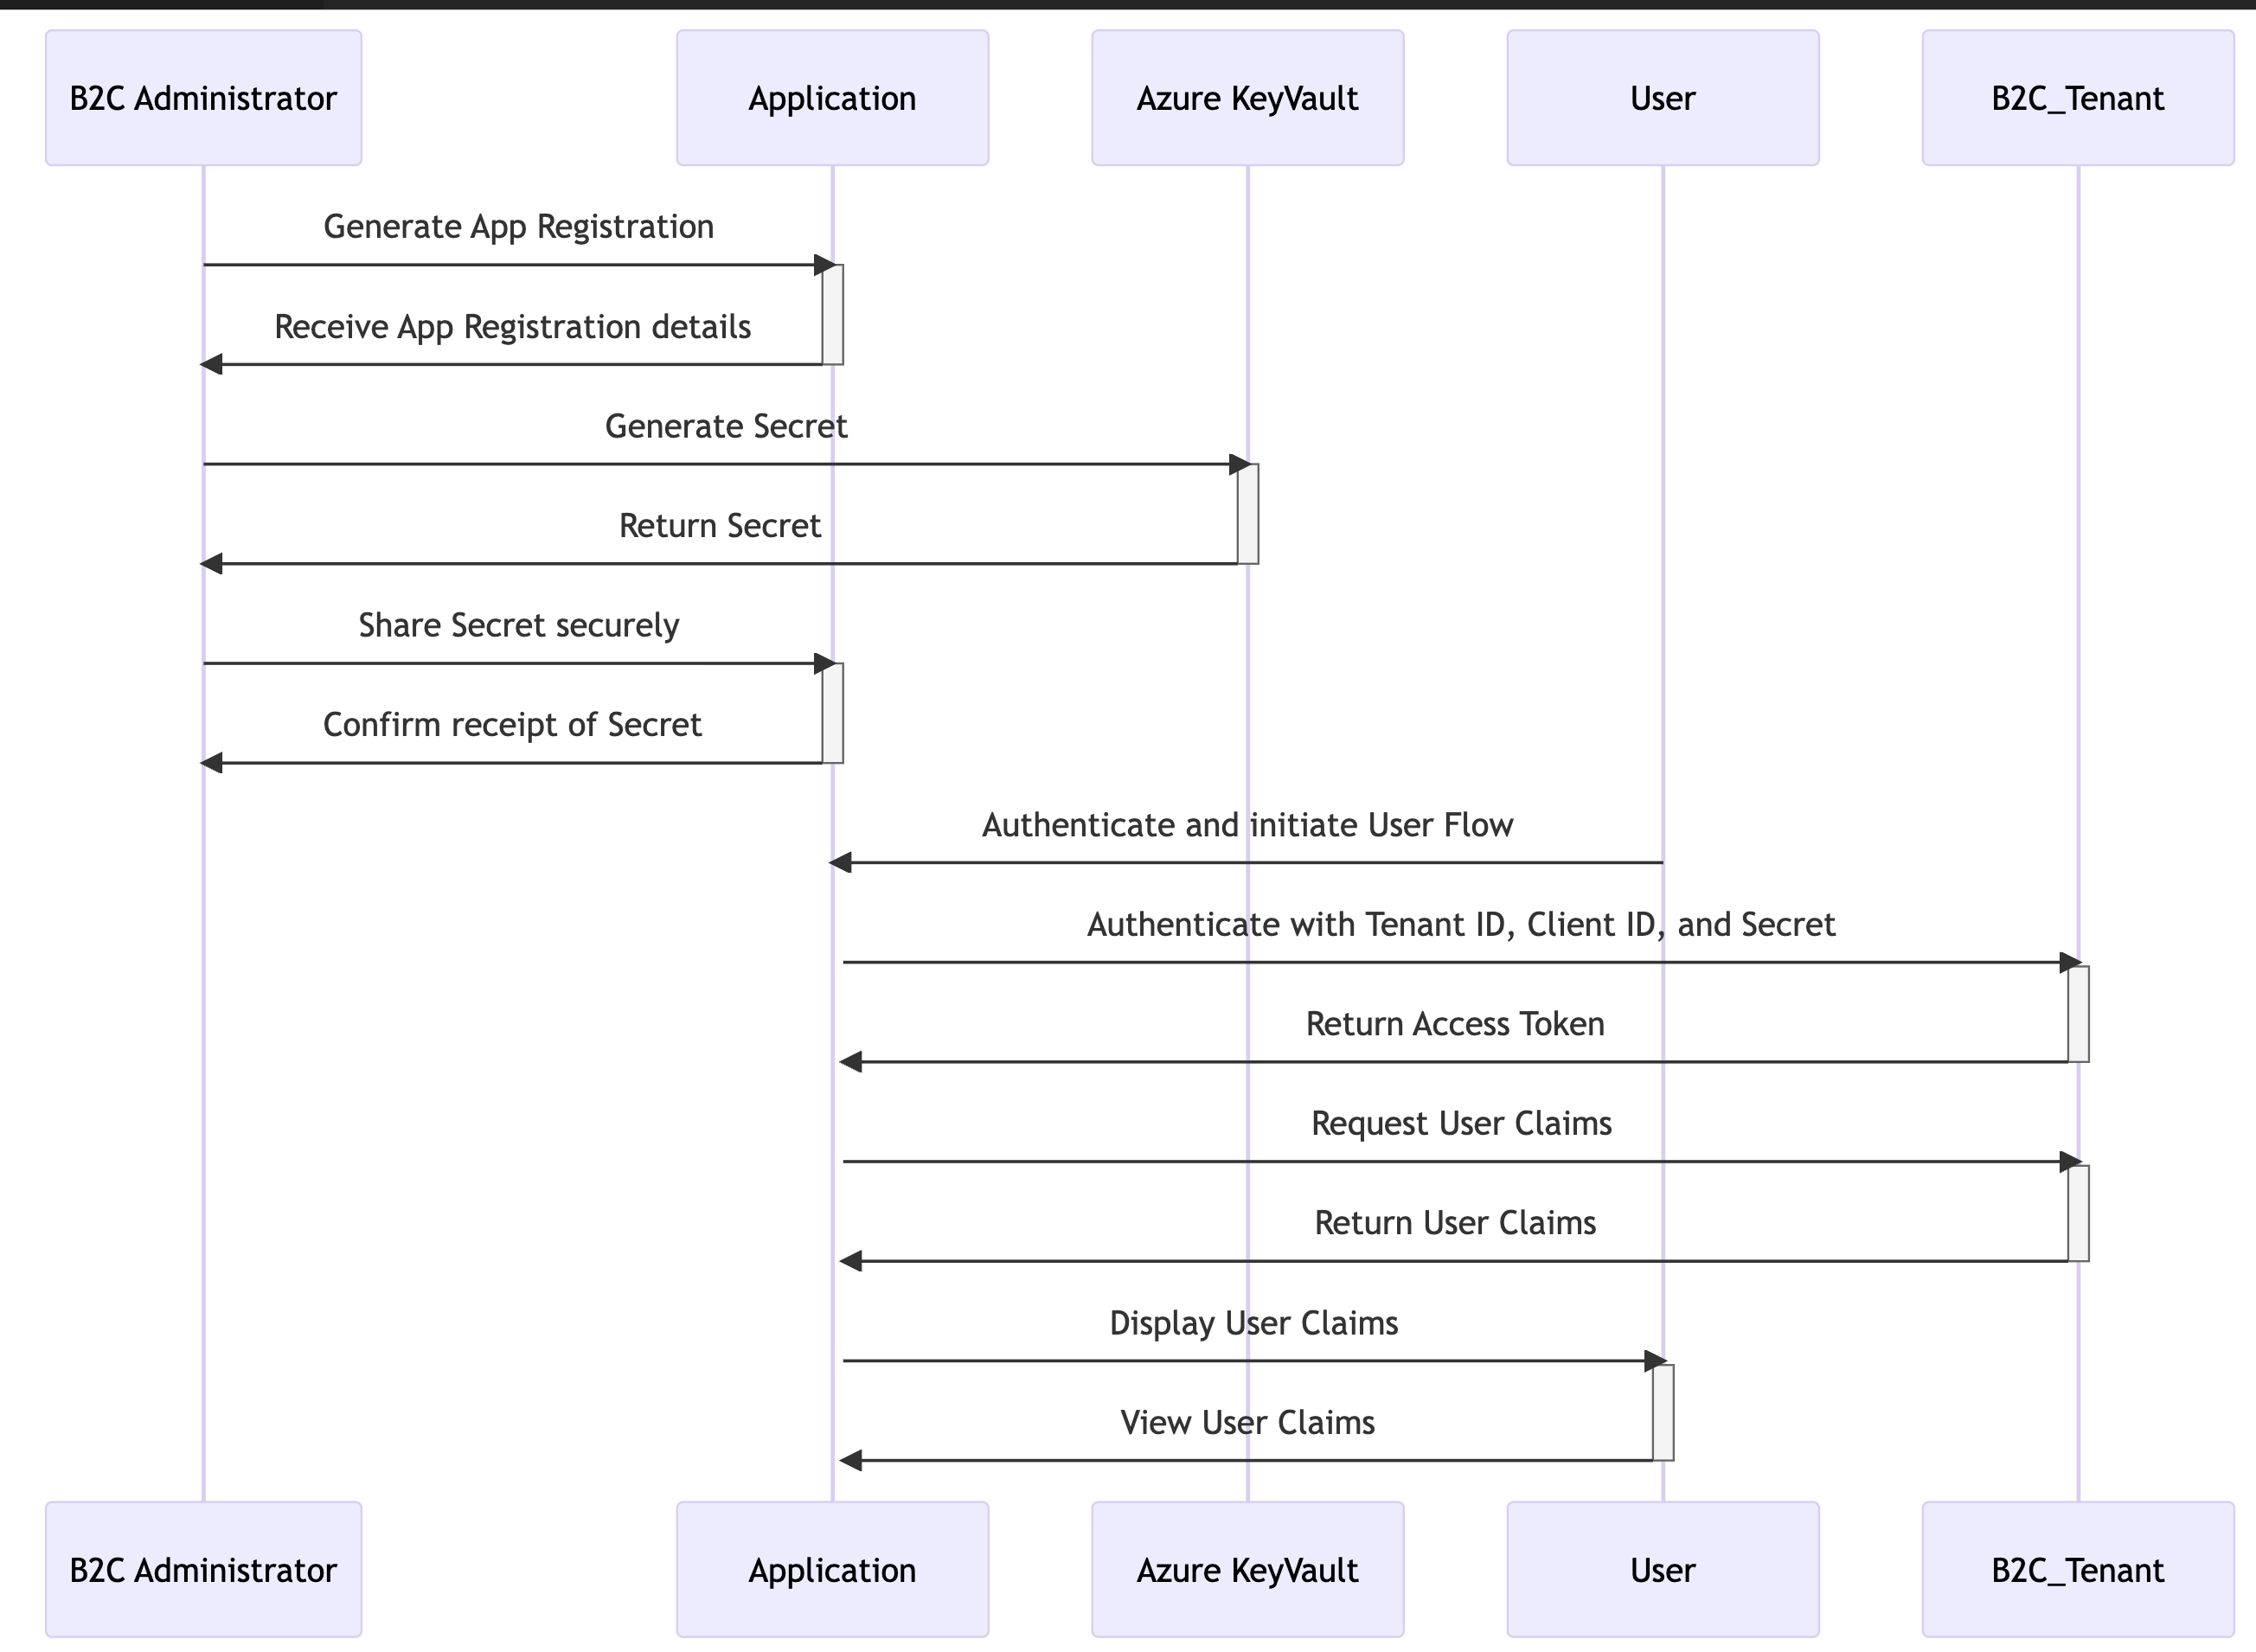 B2C Administrator
Application
Azure KeyVault
User
B2C_Tenant
Generate App Registration
Receive App Registration details
Generate Secret
Return Secret
Share Secret securely
Confirm receipt of Secret
Authenticate and initiate User Flow
Authenticate with Tenant ID, Client ID, and Secret
Return Access Token
Request User Claims
Return User Claims
Display User Claims
View User Claims
B2C Administrator
Application
Azure KeyVault
User
B2C_Tenant